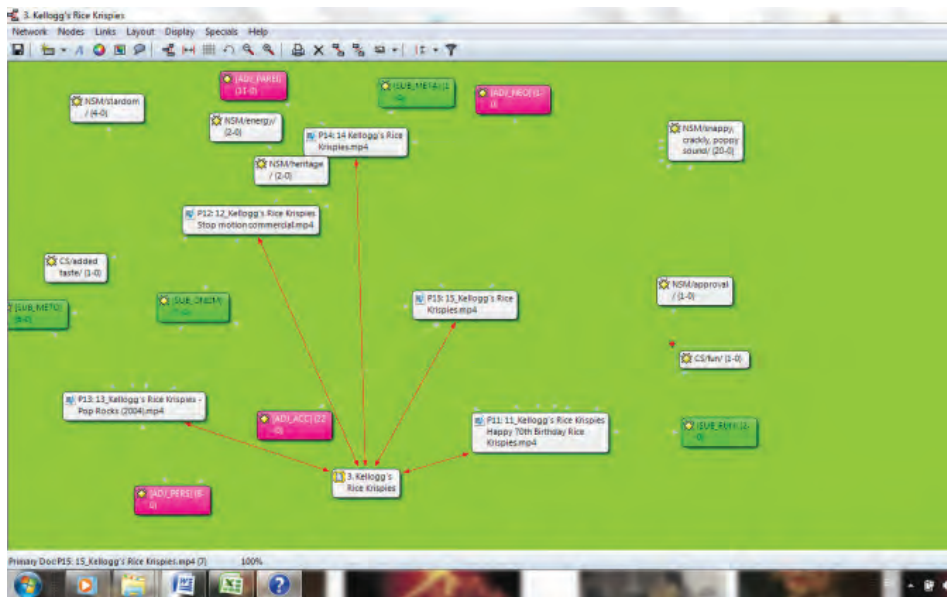 3. Kellogg's Rice Krispies
Network Nodes Links Layout Display Specials Help
[ADJ_PARE]
(11-0)
NSM/stardom
/ (4-0)
NSM/energy/
(2-0)
P14: 14 Kellogg's Rice
Krispies.mp4
NSM/snappy,
crackly, poppy
sound/ (20-0)
NSM/heritage
/ (2-0)
P12: 12_Kellogg's Rice Krispies
Stop motion commercial.mp4
CS/added
taste/ (1-0)
NSM/approval
/ (1-0)
P15: 15_Kellogg's Rice
Krispies.mp4
CS/fun/ (1-0)
P13: 13_Kellogg's Rice Krispies -
Pop Rocks (2004).mp4
[ADJ_ACC] (22
-0)
P11: 11_Kellogg's Rice Krispies
Happy 70th Birthday Rice
Krispies.mp4
3. Kellogg's
Rice Krispies
Primary Doc P15: 15_Kellogg's Rice Krispies.mp4 (7) 100%